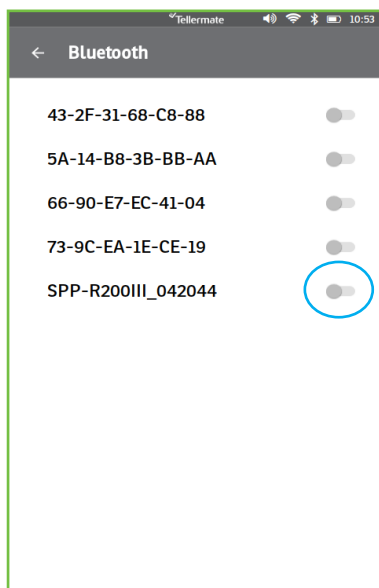 Tellermate 10:53
Bluetooth
43-2F-31-68-C8-88
5A-14-B8-3B-BB-AA
66-90-E7-EC-41-04
73-9C-EA-1E-CE-19
SPP-R200III_042044